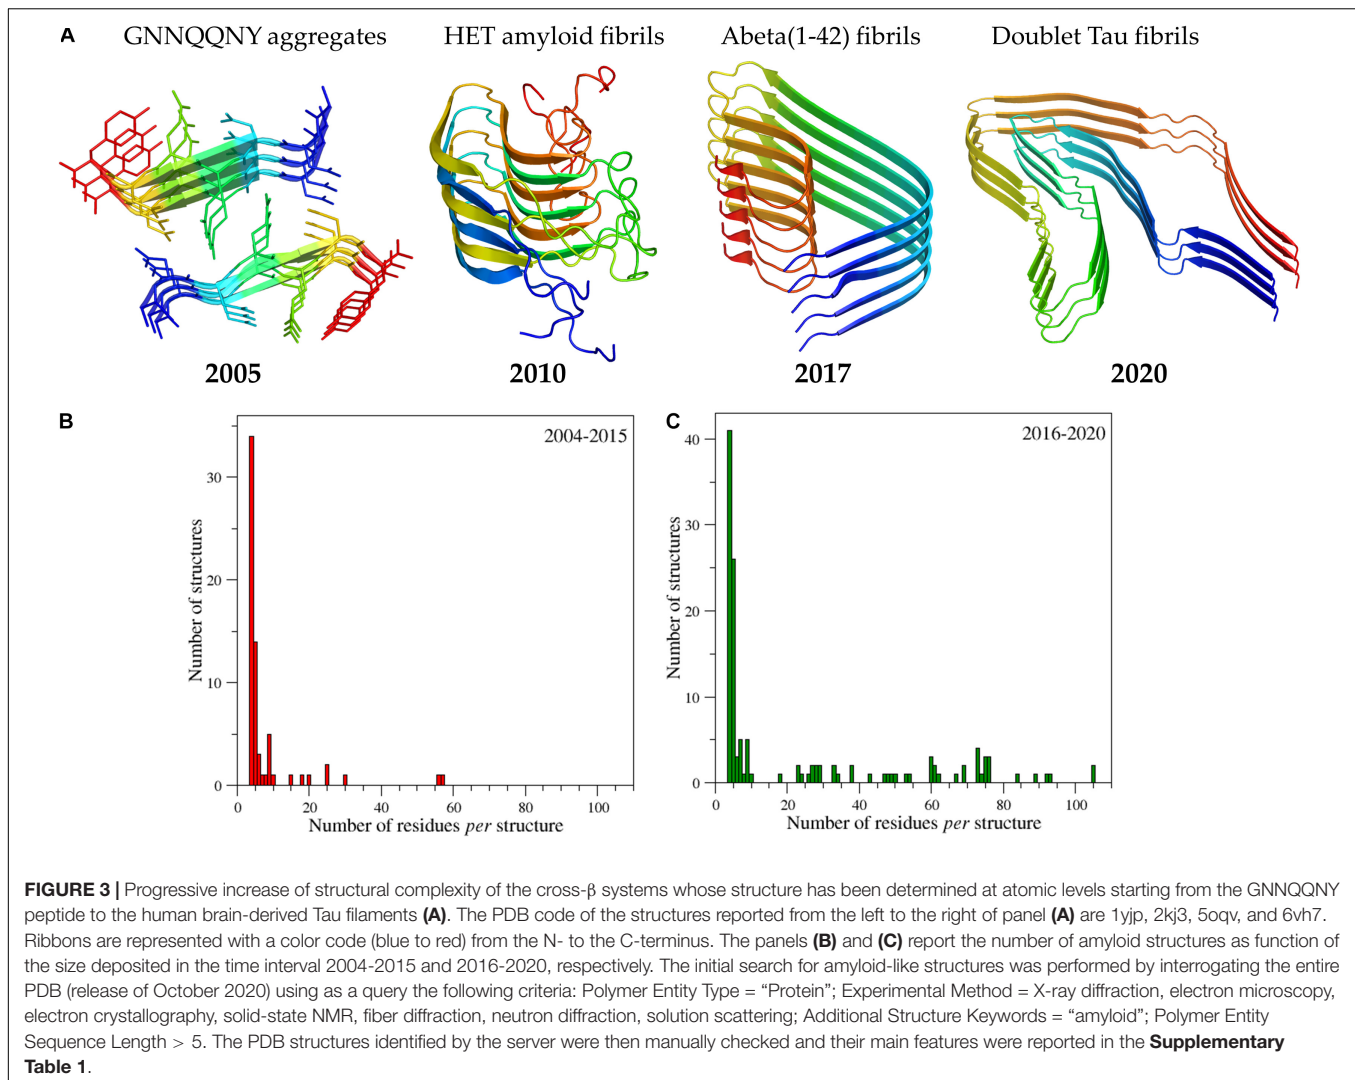 A
GNNQQNY aggregates
HET amyloid fibrils
Abeta(1-42) fibrils
Doublet Tau fibrils
2005
2010
2017
2020
B
2004-2015
Number of structures
30
20
10
0
0 20 40 60 80 100
Number of residues per structure
C
2016-2020
Number of structures
40
30
20
10
0
0 20 40 60 80 100
Number of residues per structure
FIGURE 3 | Progressive increase of structural complexity of the cross-β systems whose structure has been determined at atomic levels starting from the GNNQQNY
peptide to the human brain-derived Tau filaments (A). The PDB code of the structures reported from the left to the right of panel (A) are 1yjp, 2kj3, 5oqv, and 6vh7.
Ribbons are represented with a color code (blue to red) from the N- to the C-terminus. The panels (B) and (C) report the number of amyloid structures as function of
the size deposited in the time interval 2004-2015 and 2016-2020, respectively. The initial search for amyloid-like structures was performed by interrogating the entire
PDB (release of October 2020) using as a query the following criteria: Polymer Entity Type = “Protein”; Experimental Method = X-ray diffraction, electron microscopy,
electron crystallography, solid-state NMR, fiber diffraction, neutron diffraction, solution scattering; Additional Structure Keywords = “amyloid”; Polymer Entity
Sequence Length > 5. The PDB structures identified by the server were then manually checked and their main features were reported in the Supplementary
Table 1.